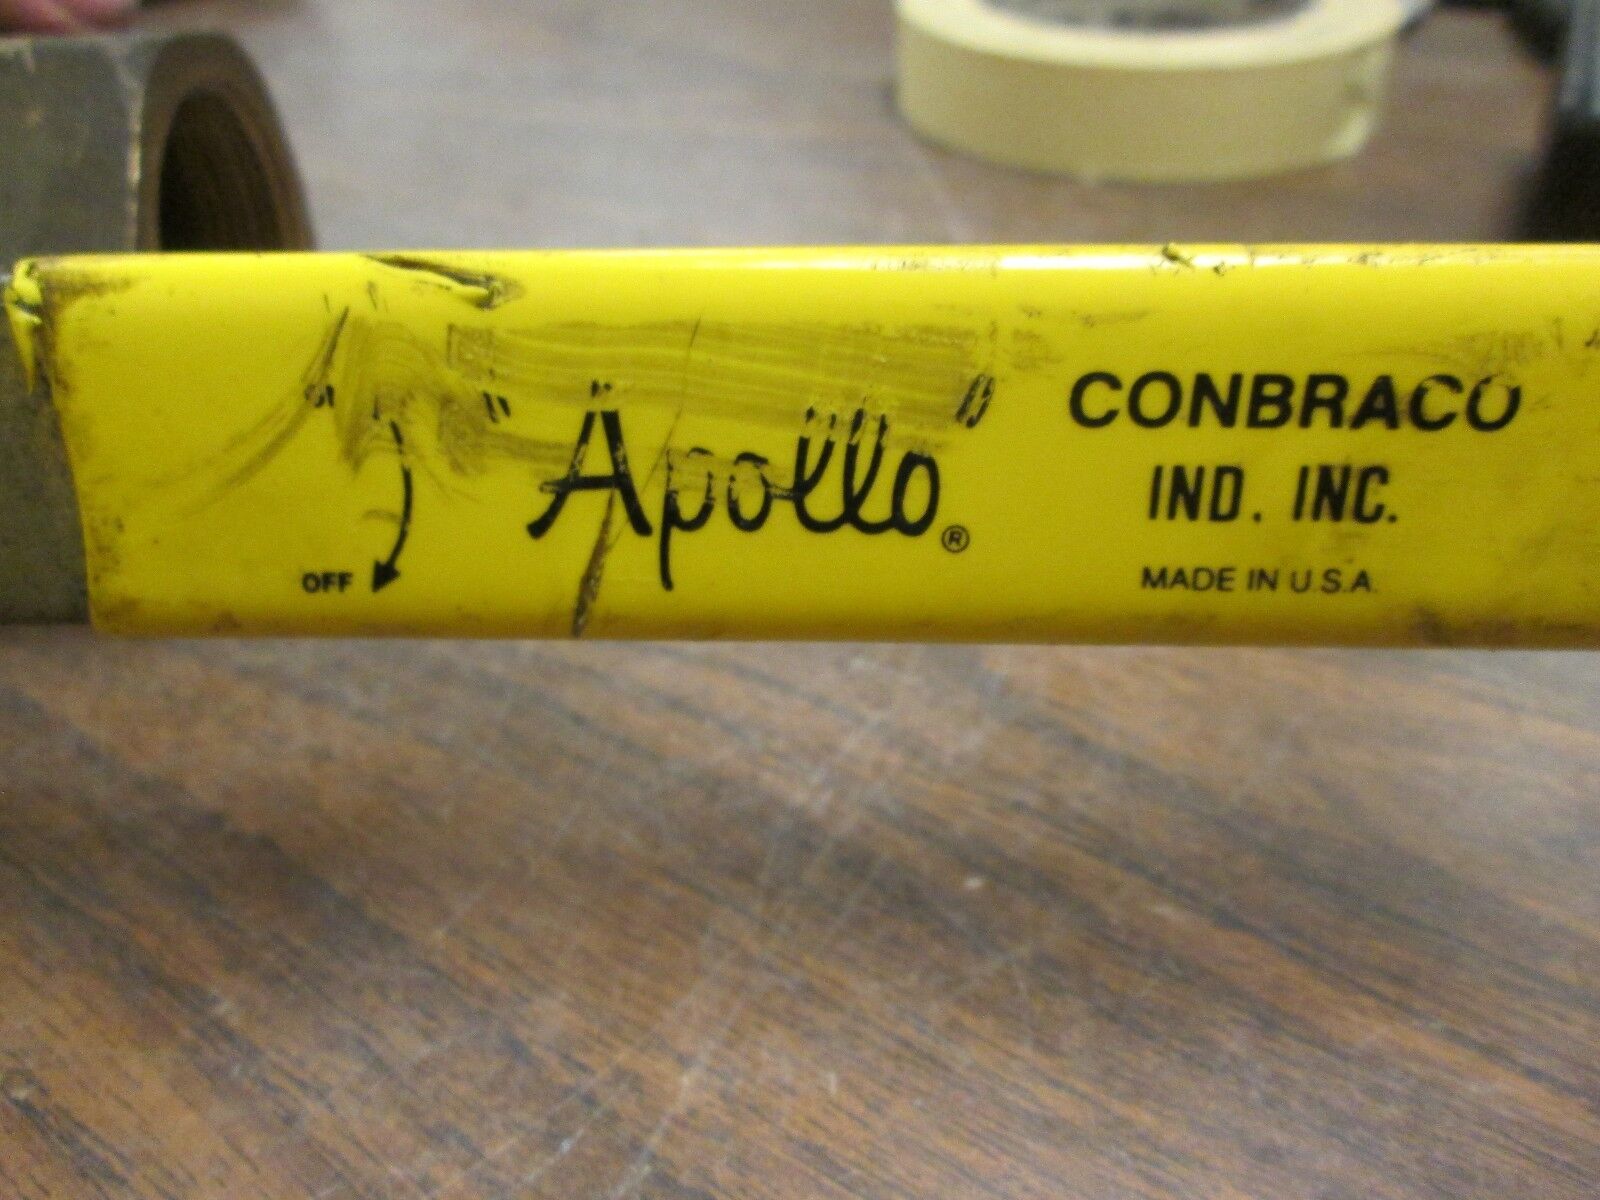 "Apollo"®
CONBRACO
IND. INC.
MADE IN U.S.A.
OFF